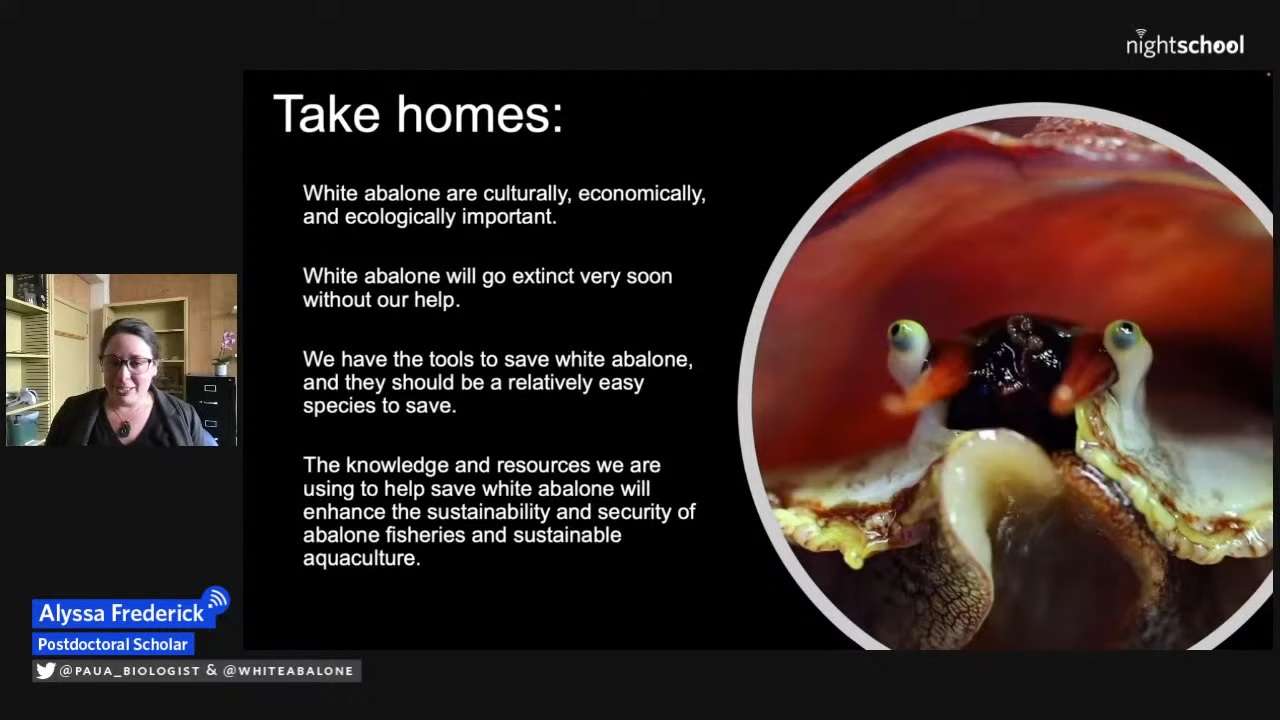 nightschool
Take homes:
White abalone are culturally, economically,
and ecologically important.
White abalone will go extinct very soon
without our help.
We have the tools to save white abalone,
and they should be a relatively easy
species to save.
The knowledge and resources we are
using to help save white abalone will
enhance the sustainability and security of
abalone fisheries and sustainable
aquaculture.
Alyssa Frederick
Postdoctoral Scholar
@PAUA_BIOLOGIST & @WHITEABALONE